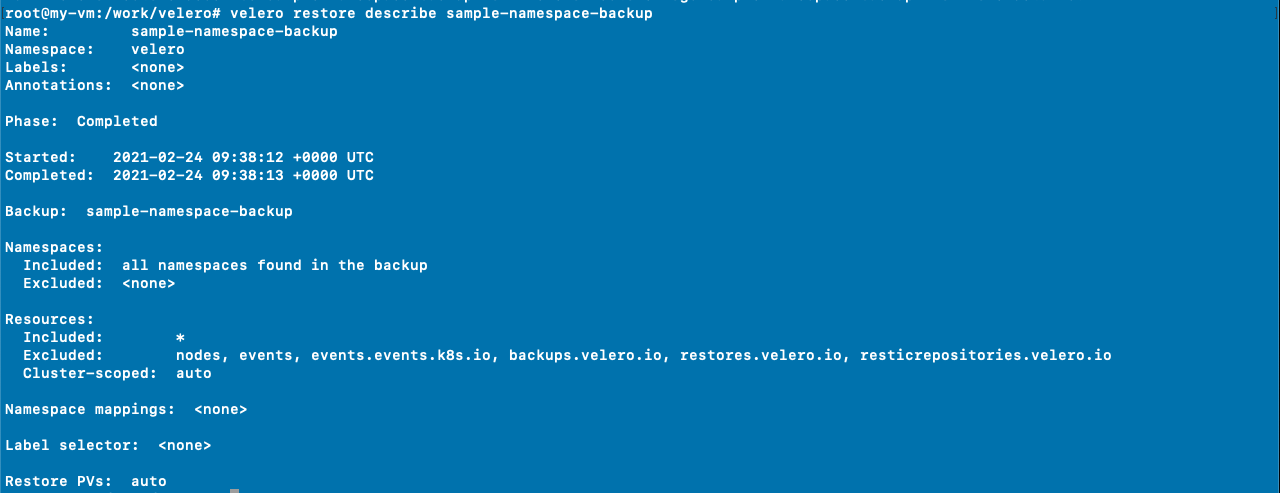 root@my-vm:/work/velero# velero restore describe sample-namespace-backup
Name:         sample-namespace-backup
Namespace:    velero
Labels:       <none>
Annotations:  <none>
Phase:  Completed
Started:    2021-02-24 09:38:12 +0000 UTC
Completed:  2021-02-24 09:38:13 +0000 UTC
Backup:  sample-namespace-backup
Namespaces:
  Included:  all namespaces found in the backup
  Excluded:  <none>
Resources:
  Included:        *
  Excluded:        nodes, events, events.events.k8s.io, backups.velero.io, restores.velero.io, resticrepositories.velero.io
  Cluster-scoped:  auto
Namespace mappings:  <none>
Label selector:  <none>
Restore PVs:  auto